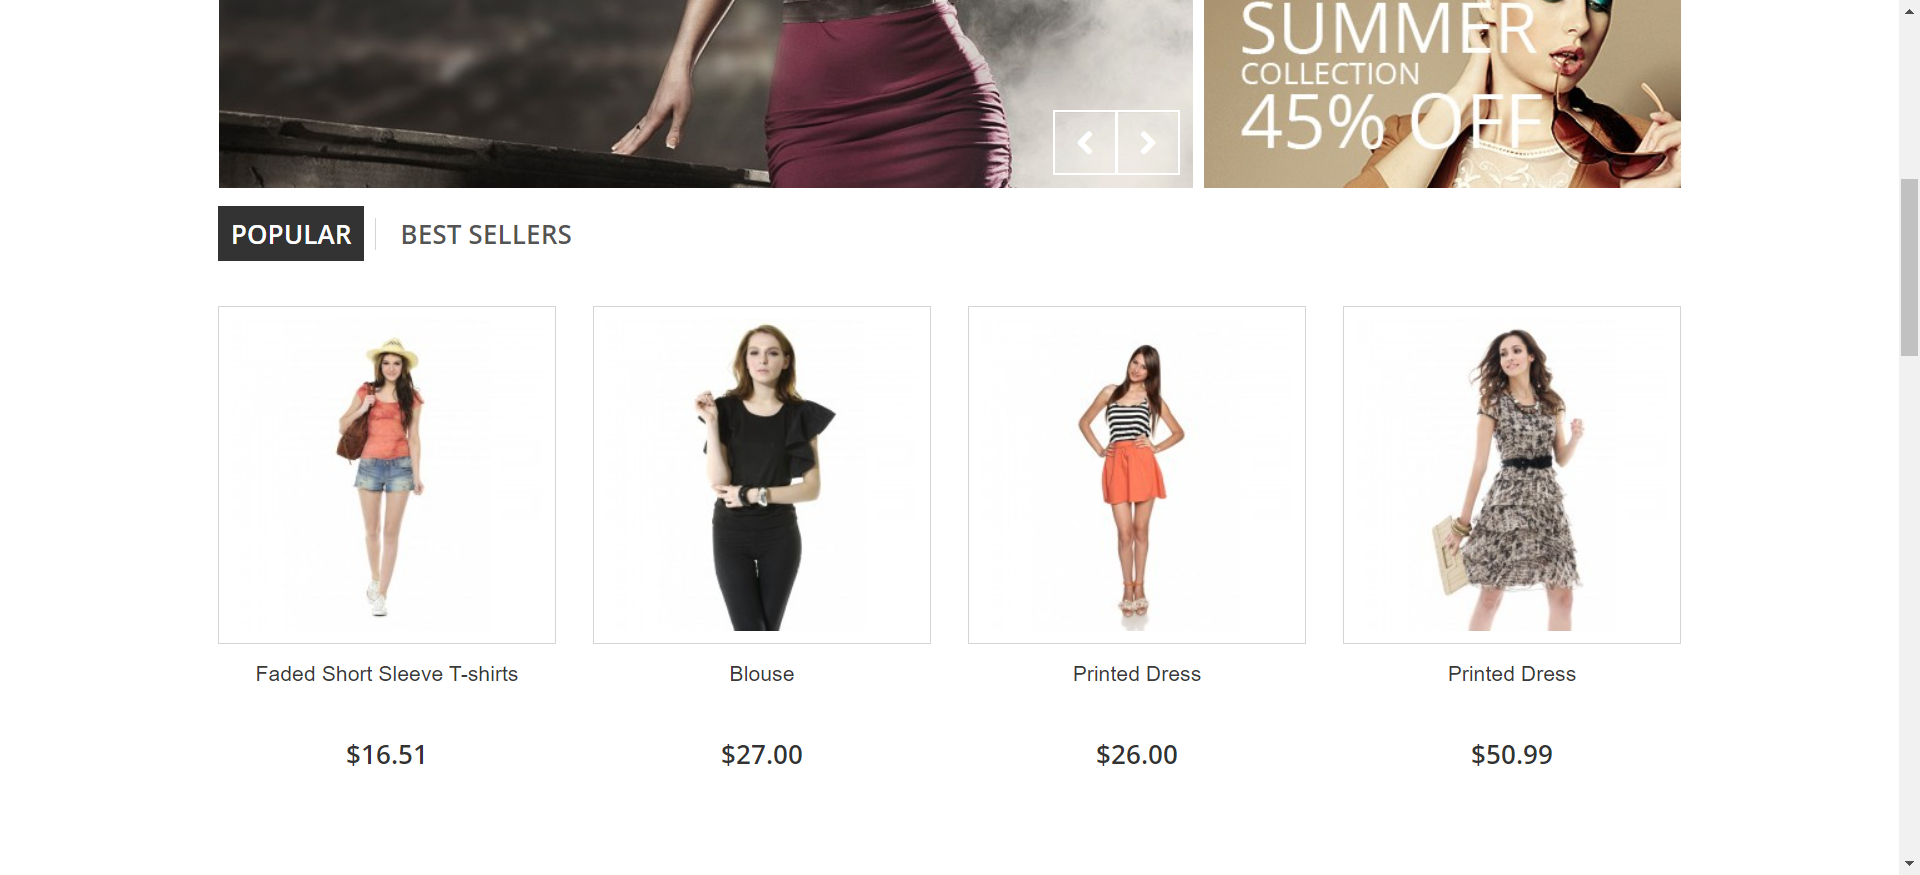 SUMMER
COLLECTION
45% OFF
POPULAR
BEST SELLERS
Faded Short Sleeve T-shirts
Blouse
Printed Dress
Printed Dress
$16.51
$27.00
$26.00
$50.99